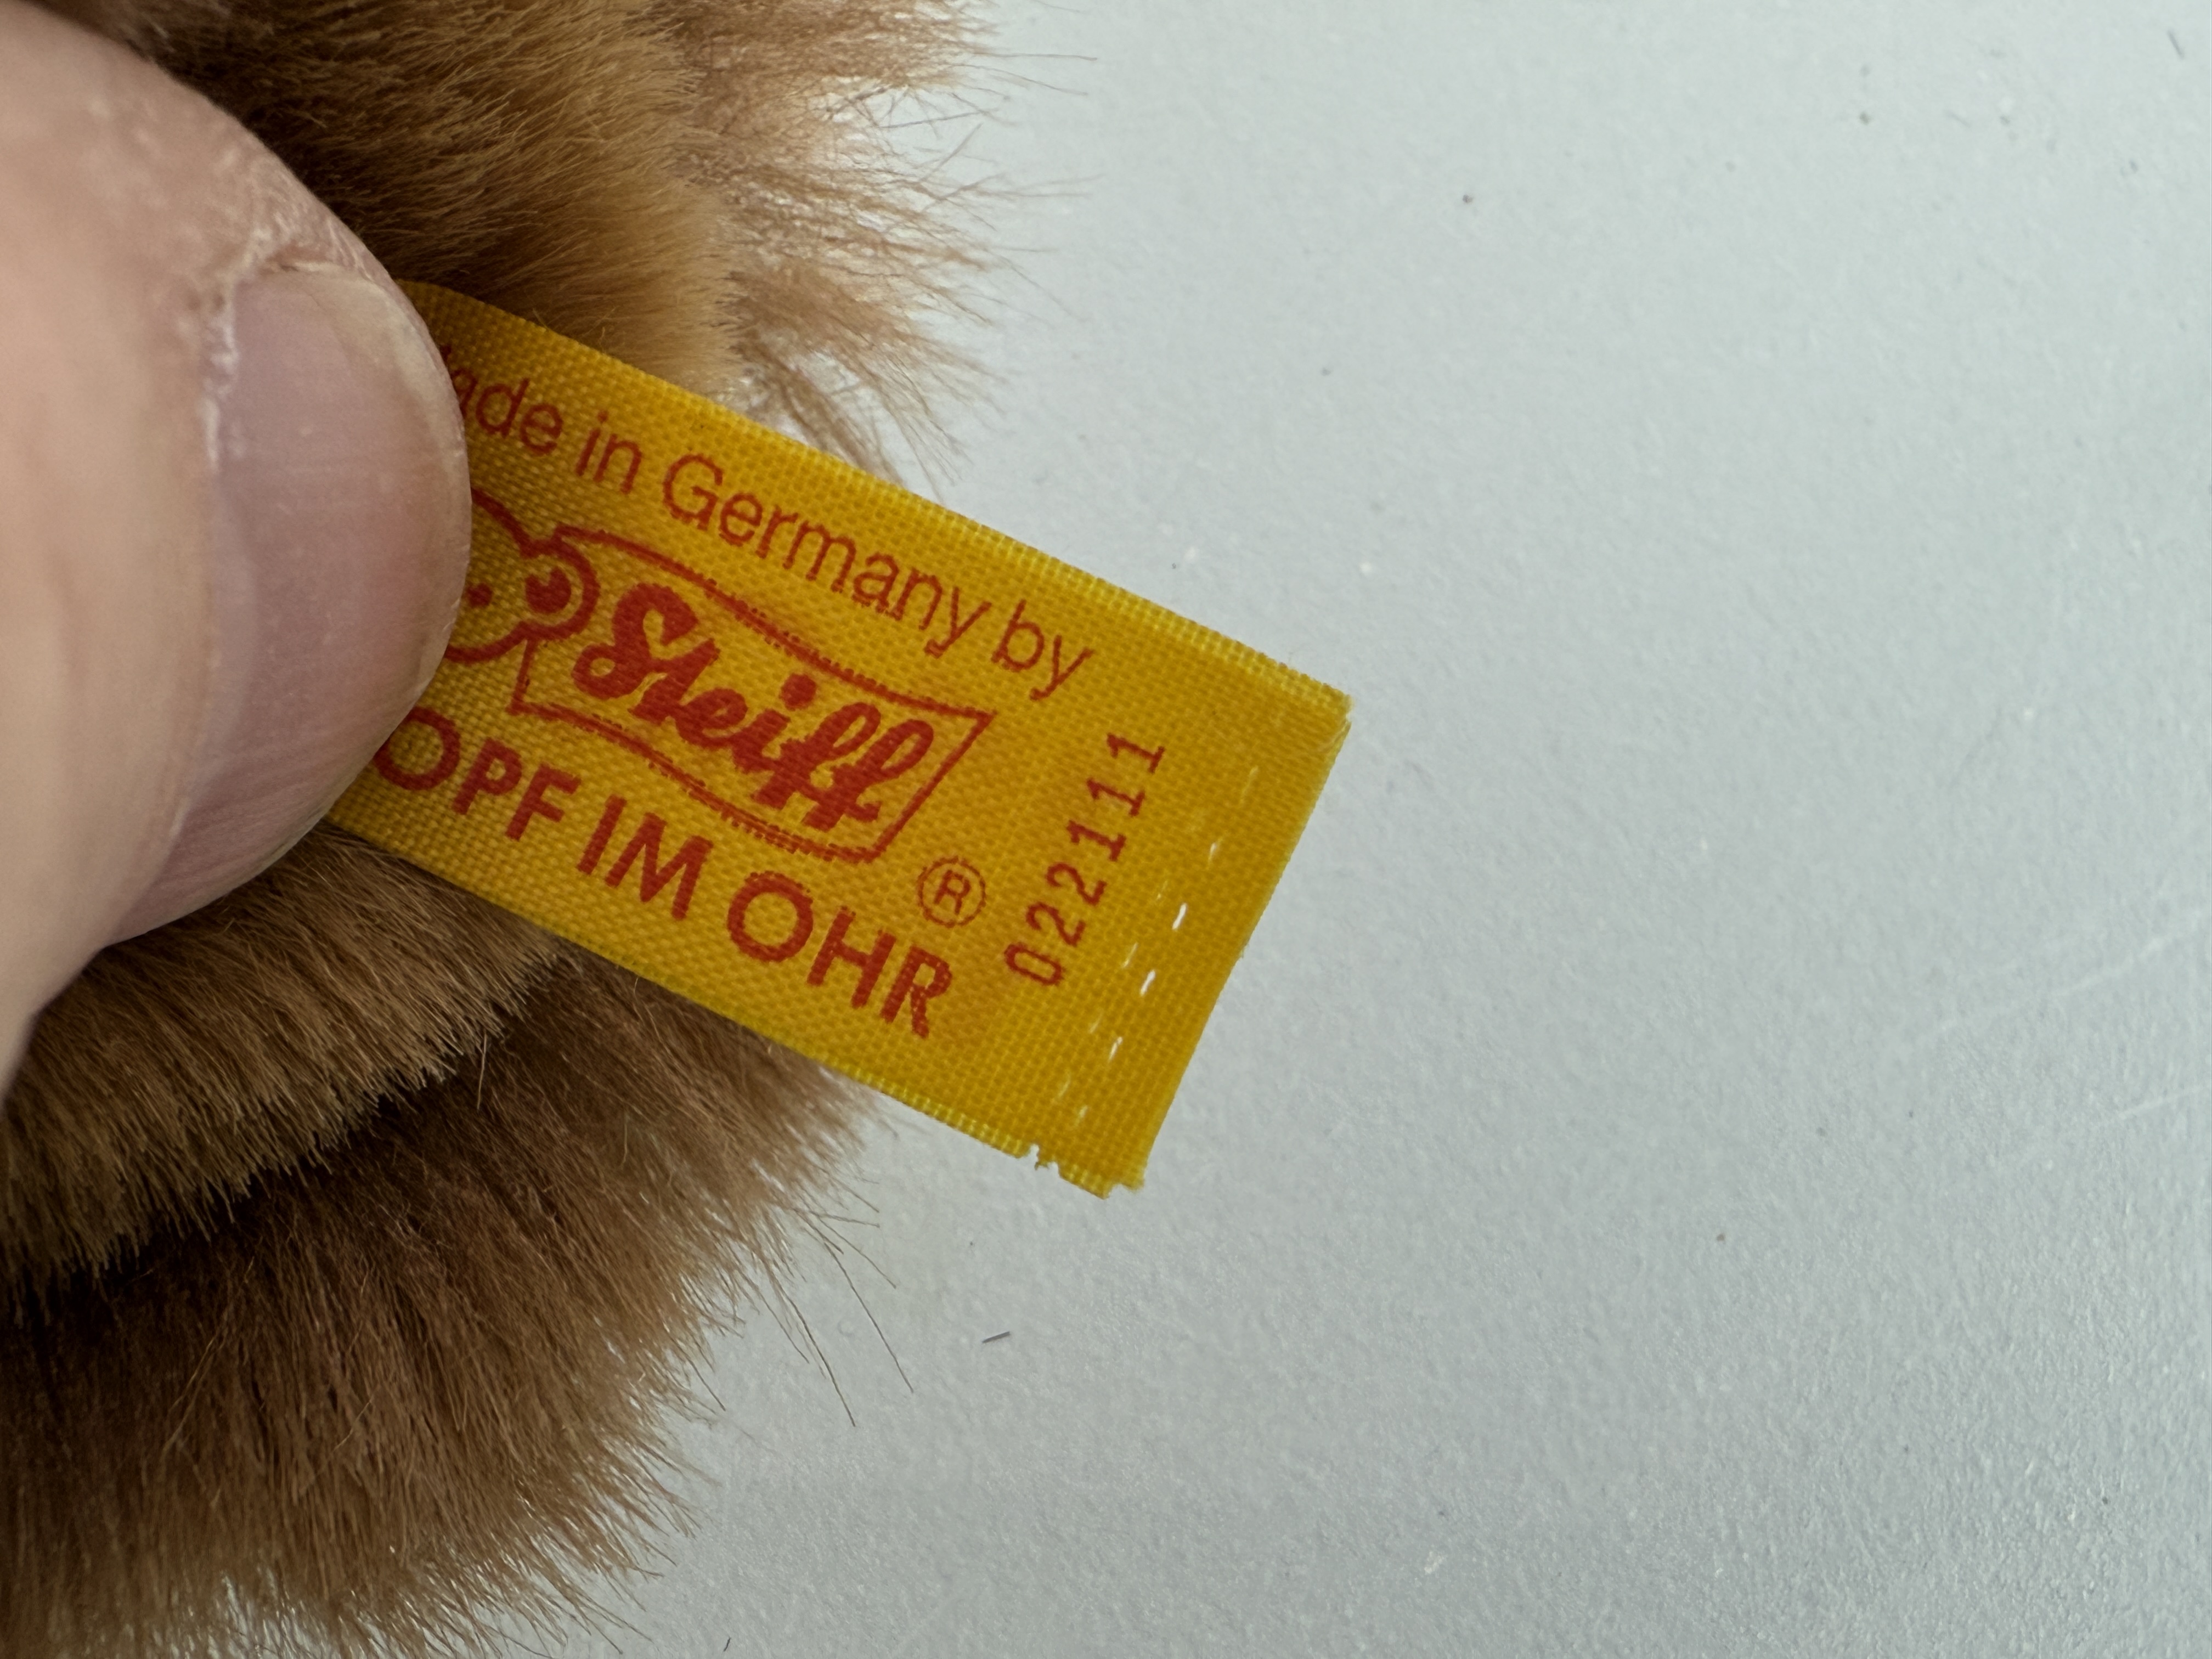 ade in Germany by
Steiff
®
OPF IM OHR
022111